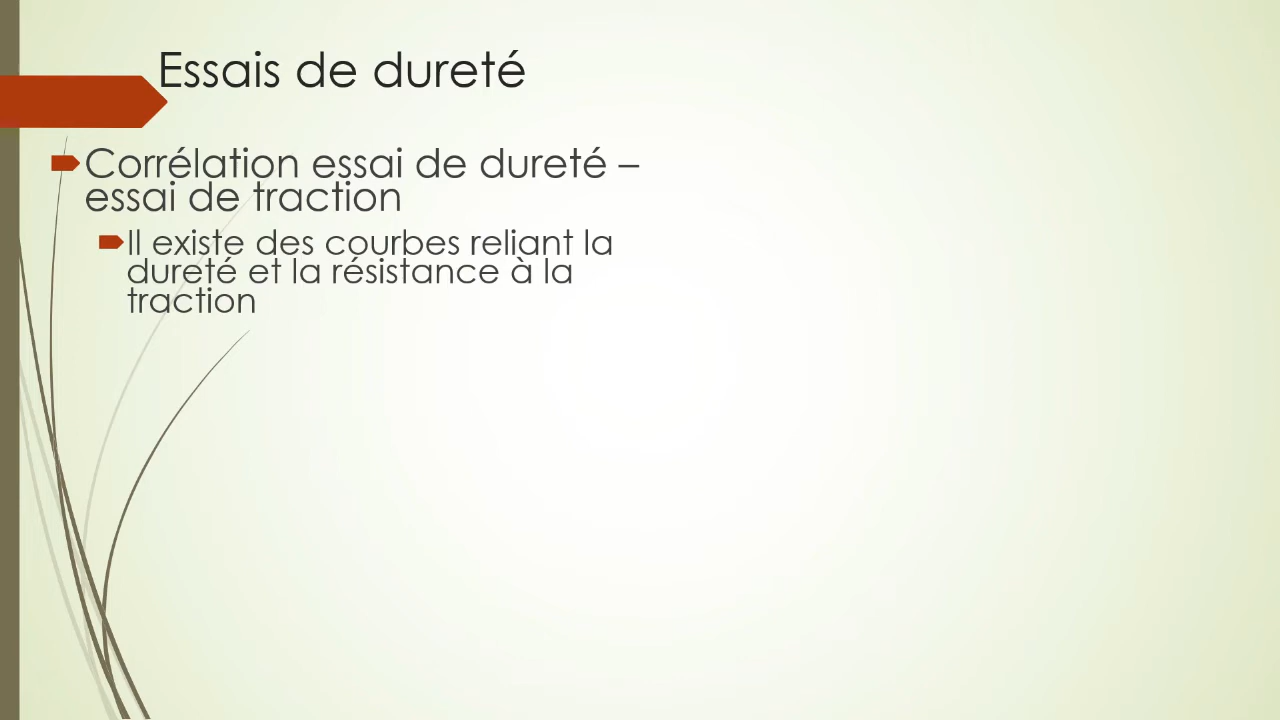 Essais de dureté
Corrélation essai de dureté –
essai de traction
Il existe des courbes reliant la
dureté et la résistance à la
traction